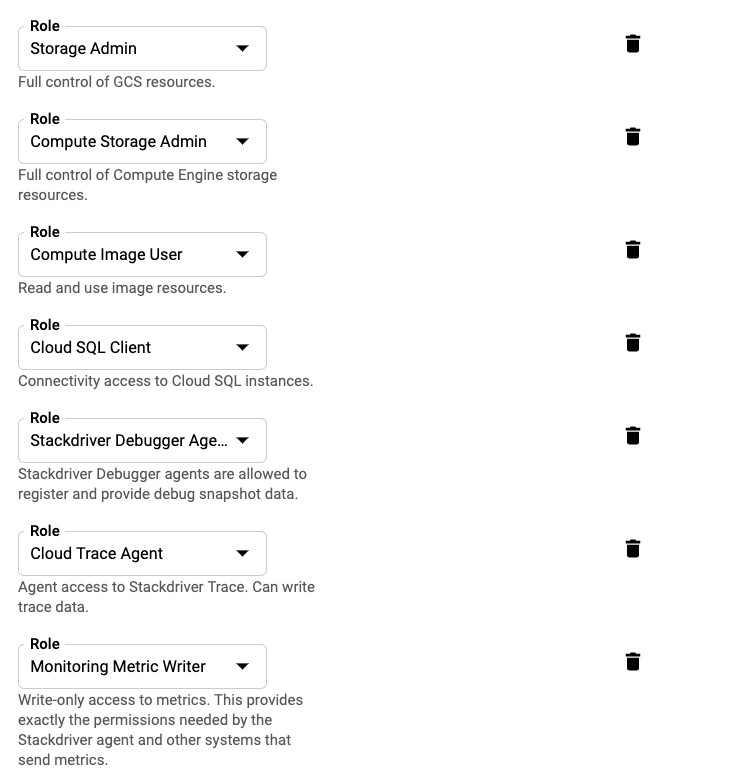 Role
Storage Admin
Full control of GCS resources.
Role
Compute Storage Admin
Full control of Compute Engine storage
resources.
Role
Compute Image User
Read and use image resources.
Role
Cloud SQL Client
Connectivity access to Cloud SQL instances.
Role
Stackdriver Debugger Age...
Stackdriver Debugger agents are allowed to
register and provide debug snapshot data.
Role
Cloud Trace Agent
Agent access to Stackdriver Trace. Can write
trace data.
Role
Monitoring Metric Writer
Write-only access to metrics. This provides
exactly the permissions needed by the
Stackdriver agent and other systems that
send metrics.